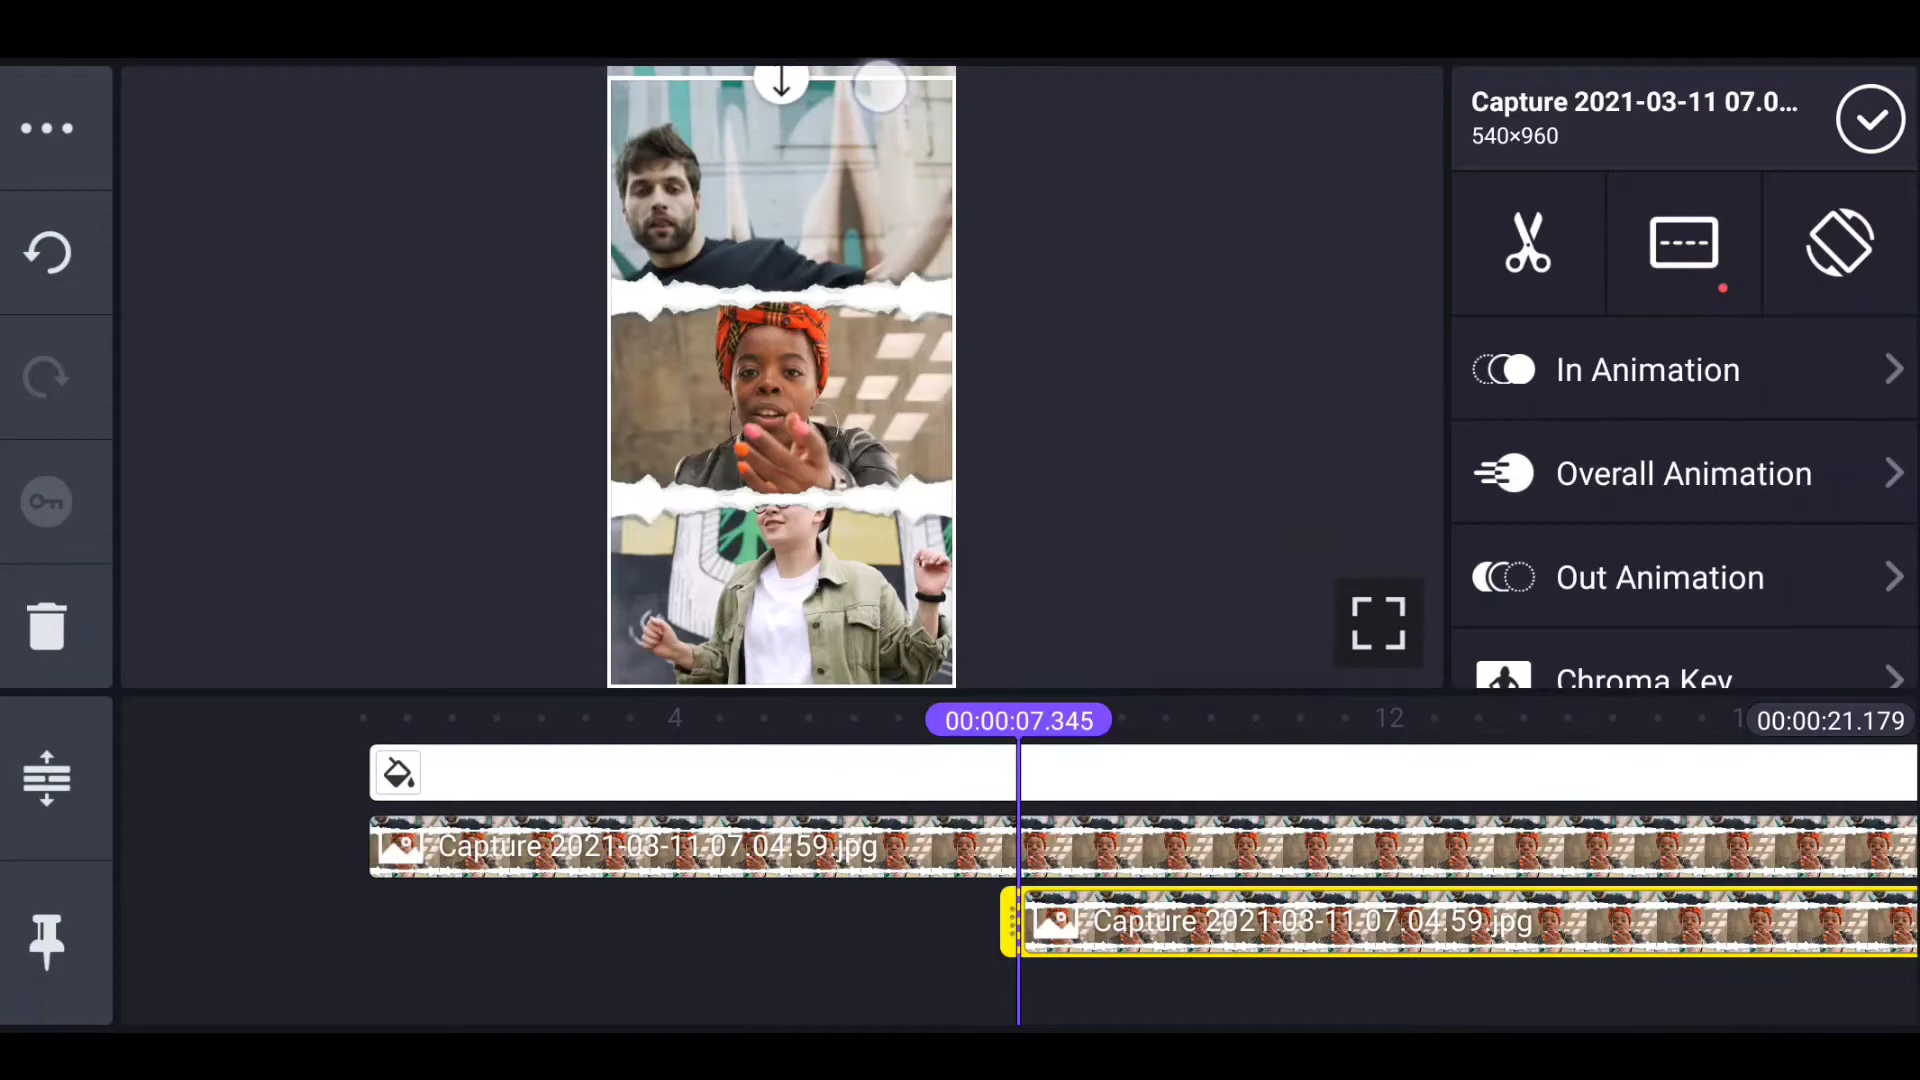 Capture 2021-03-11 07.0...
540×960
In Animation
Overall Animation
Out Animation
Chroma Key
4
00:00:07.345
12
1
00:00:21.179
Capture 2021-03-11.07.04.59.jpg
Capture 2021-03-11.07.04.59.jpg